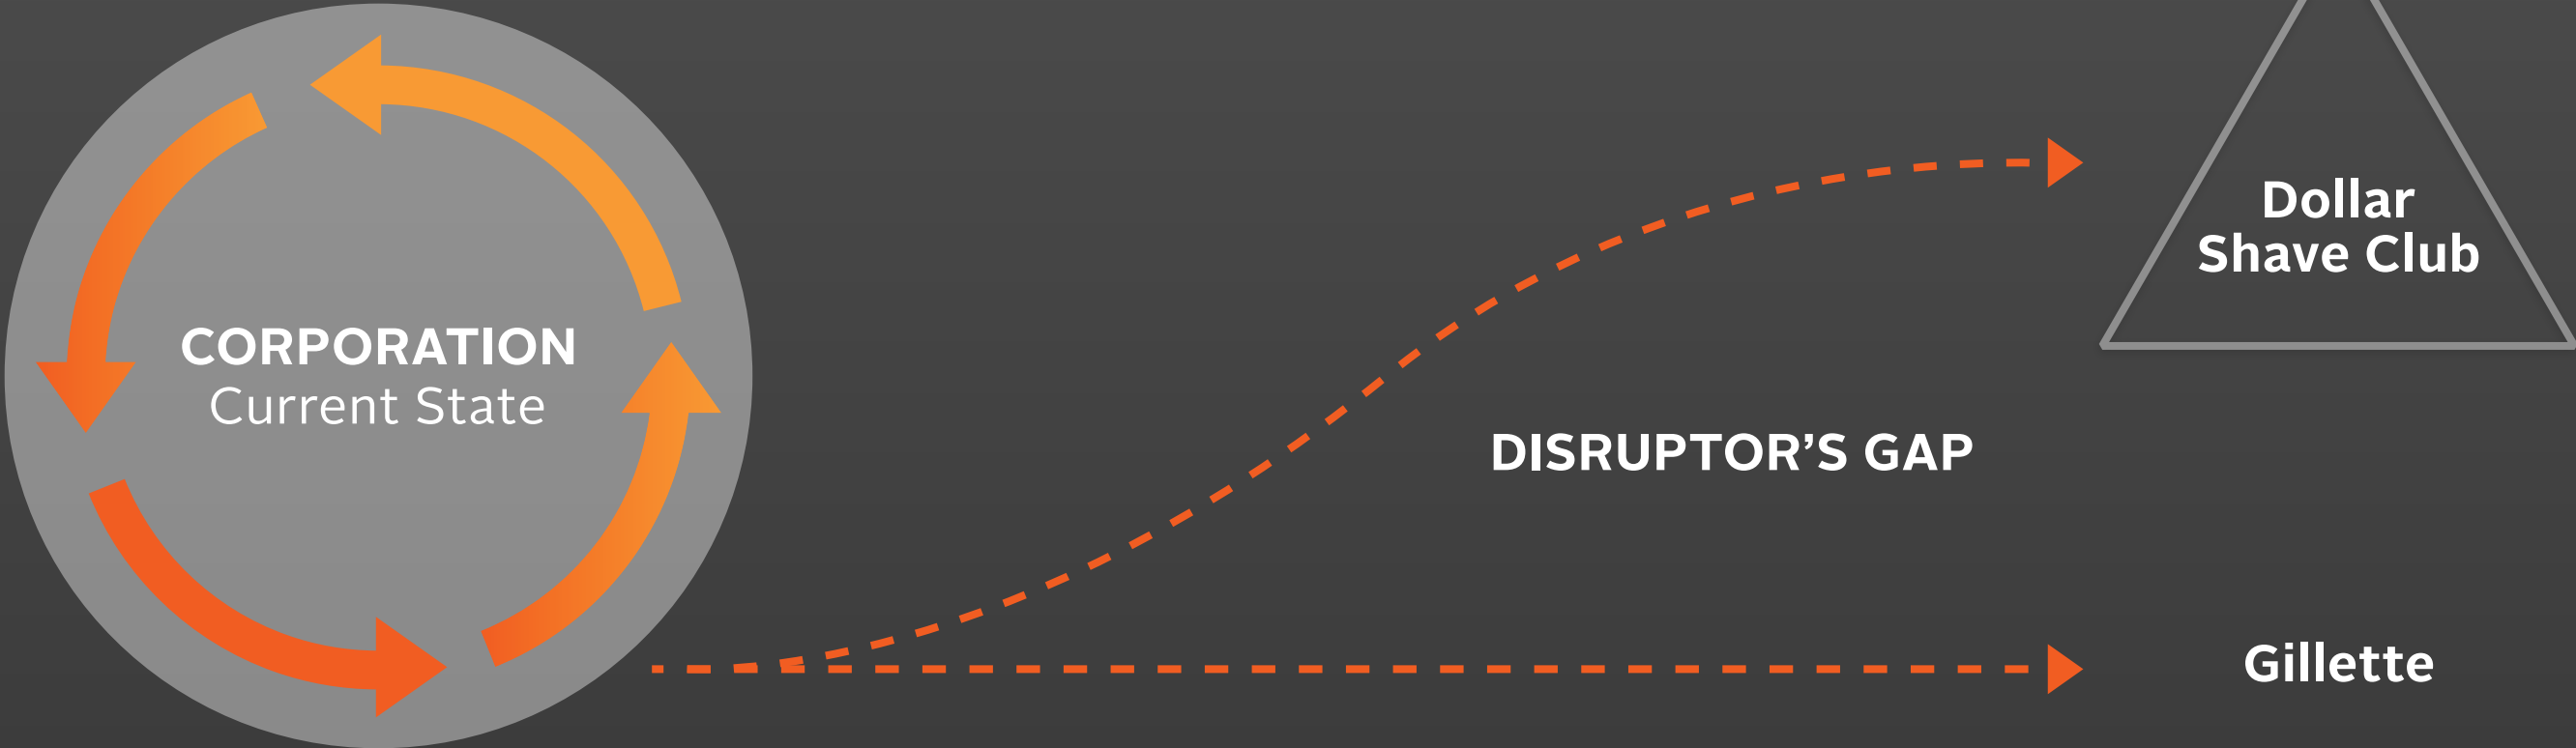 CORPORATION
Current State
Dollar
Shave Club
DISRUPTOR’S GAP
Gillette